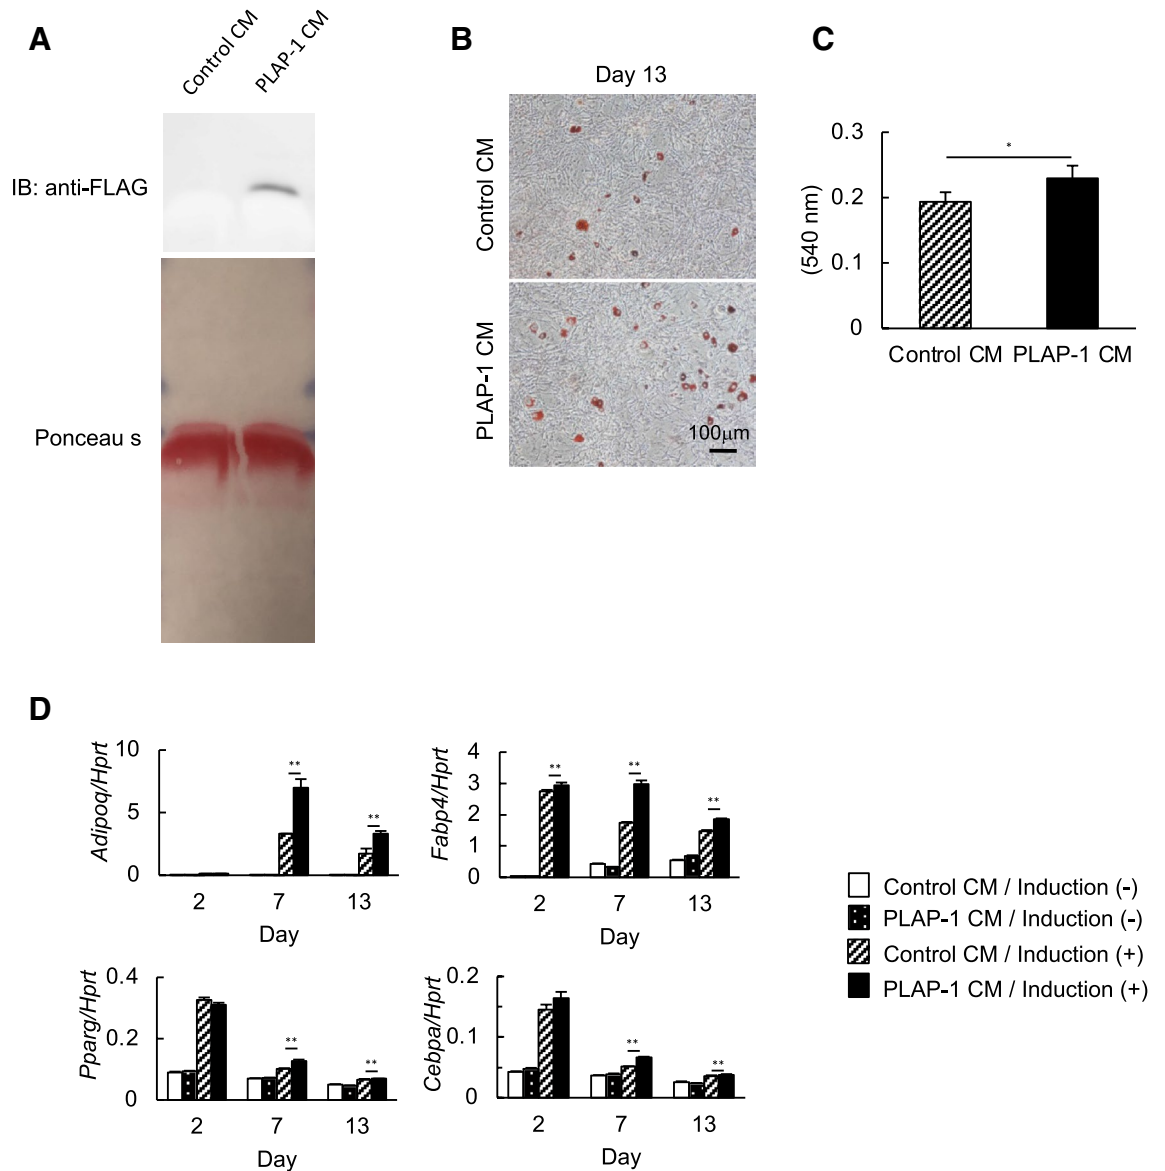 A
Control CM
PLAP-1 CM
IB: anti-FLAG
Ponceau s
B
Day 13
Control CM
PLAP-1 CM
100μm
C
(540 nm)
0.3
0.2
0.1
0
*
Control CM PLAP-1 CM
D
Adipoq/Hprt
10
5
0
**
**
2 7 13
Day
Fabp4/Hprt
4
3
2
1
0
**
**
**
2 7 13
Day
Pparg/Hprt
0.4
0.2
0
**
**
2 7 13
Day
Cebpa/Hprt
0.2
0.1
0
**
**
2 7 13
Day
Control CM / Induction (-)
PLAP-1 CM / Induction (-)
Control CM / Induction (+)
PLAP-1 CM / Induction (+)